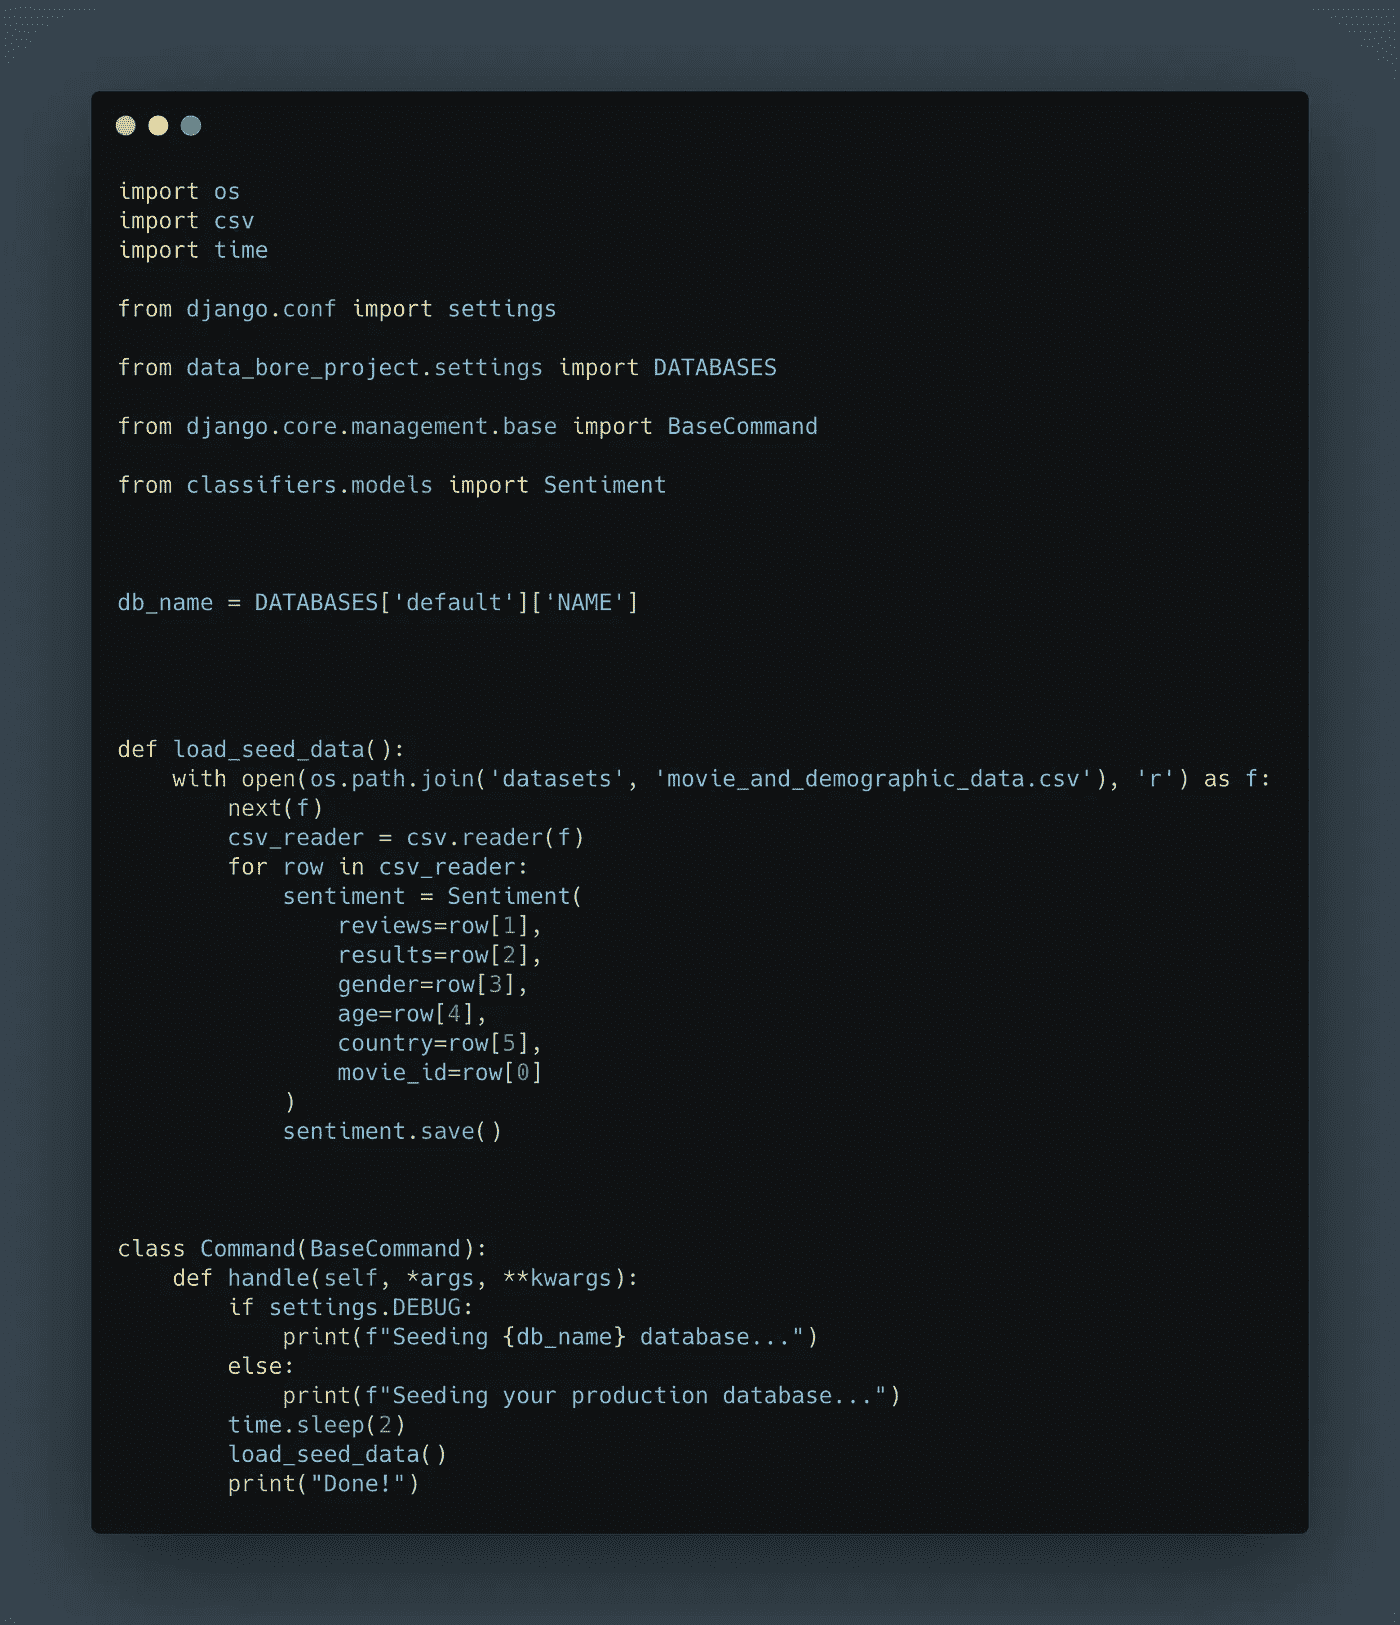 import os
import csv
import time
from django.conf import settings
from data_bore_project.settings import DATABASES
from django.core.management.base import BaseCommand
from classifiers.models import Sentiment
db_name = DATABASES['default']['NAME']
def load_seed_data():
    with open(os.path.join('datasets', 'movie_and_demographic_data.csv'), 'r') as f:
        next(f)
        csv_reader = csv.reader(f)
        for row in csv_reader:
            sentiment = Sentiment(
                reviews=row[1],
                results=row[2],
                gender=row[3],
                age=row[4],
                country=row[5],
                movie_id=row[0]
            )
            sentiment.save()
class Command(BaseCommand):
    def handle(self, *args, **kwargs):
        if settings.DEBUG:
            print(f"Seeding {db_name} database...")
        else:
            print(f"Seeding your production database...")
        time.sleep(2)
        load_seed_data()
        print("Done!")